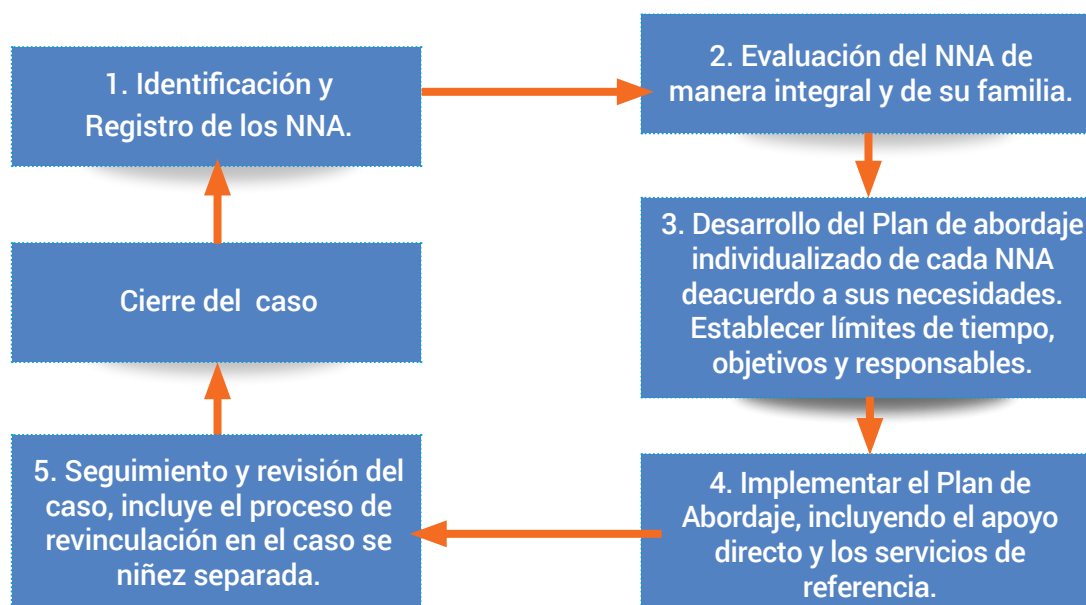 1. Identificación y
Registro de los NNA.
2. Evaluación del NNA de
manera integral y de su familia.
3. Desarrollo del Plan de abordaje
individualizado de cada NNA
deacuerdo a sus necesidades.
Establecer límites de tiempo,
objetivos y responsables.
4. Implementar el Plan de
Abordaje, incluyendo el apoyo
directo y los servicios de
referencia.
5. Seguimiento y revisión del
caso, incluye el proceso de
revinculación en el caso se
niñez separada.
Cierre del caso